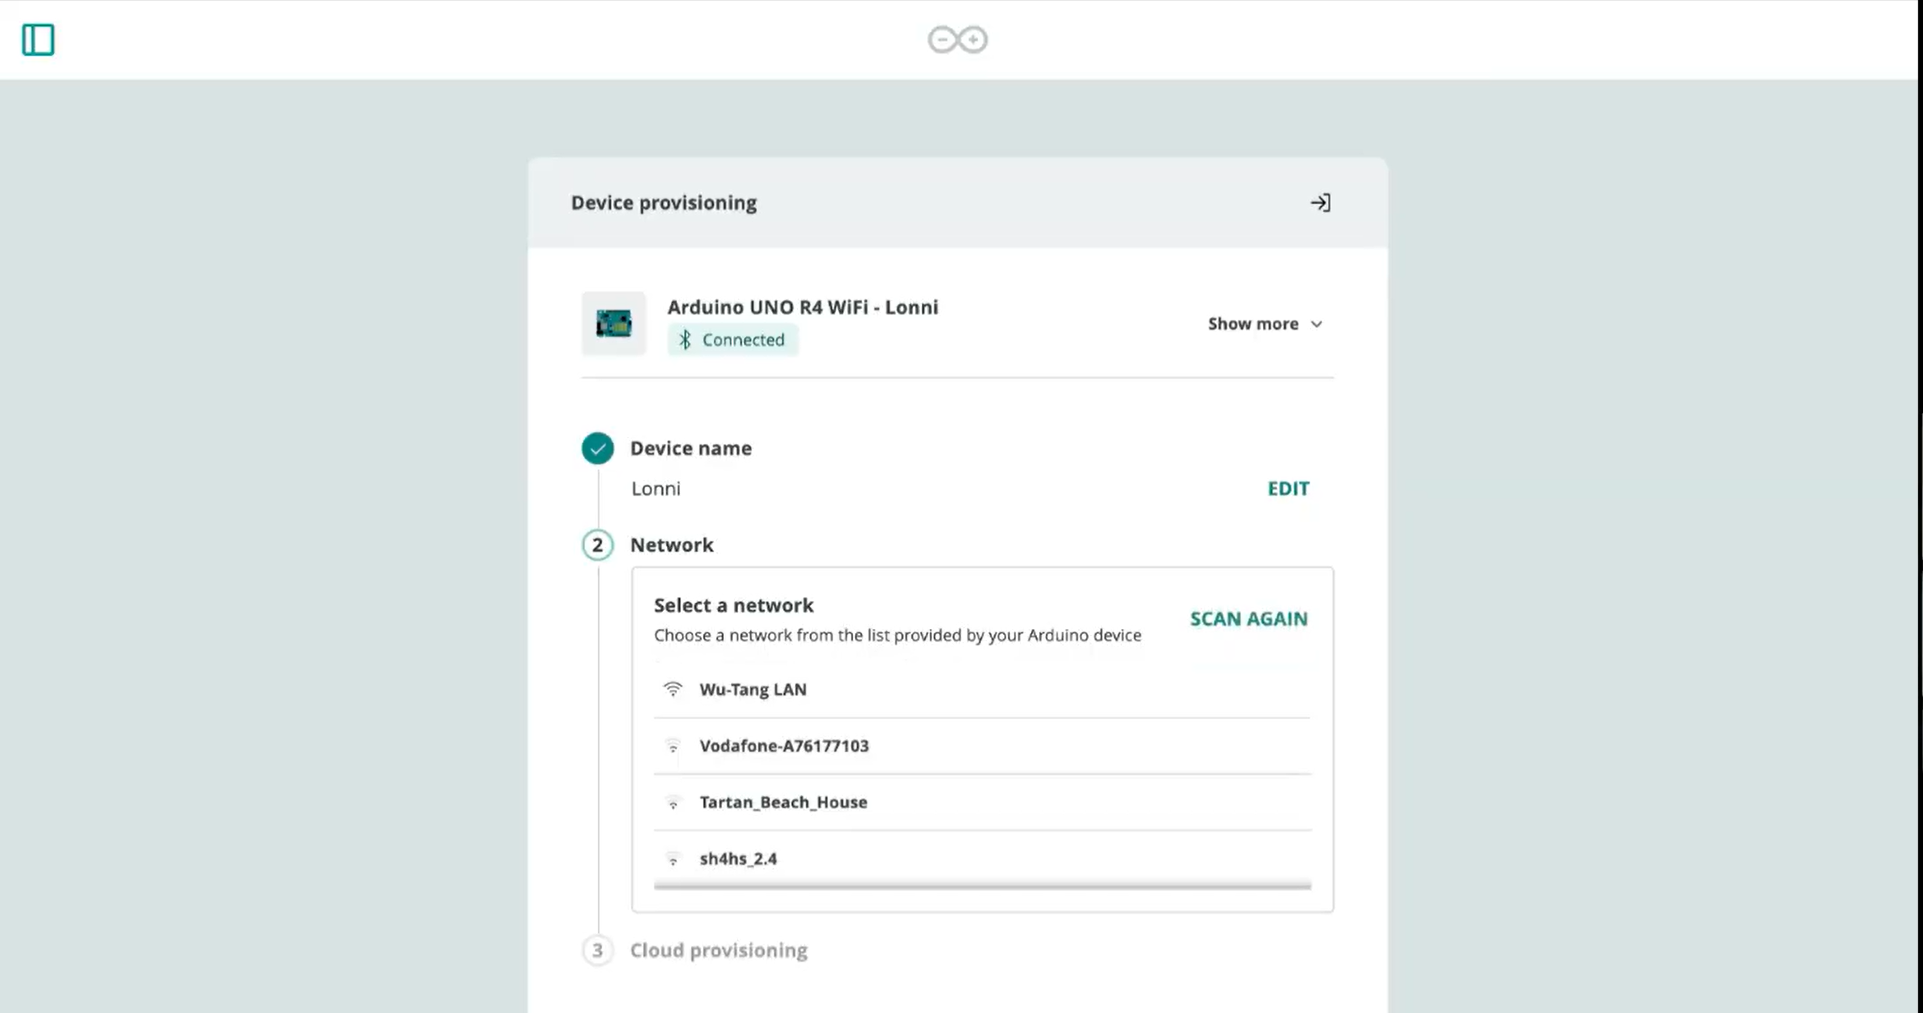 Device provisioning
Arduino UNO R4 WiFi - Lonni
Connected
Show more
Device name
Lonni
EDIT
2 Network
Select a network
SCAN AGAIN
Choose a network from the list provided by your Arduino device
Wu-Tang LAN
Vodafone-A76177103
Tartan_Beach_House
sh4hs_2.4
3 Cloud provisioning